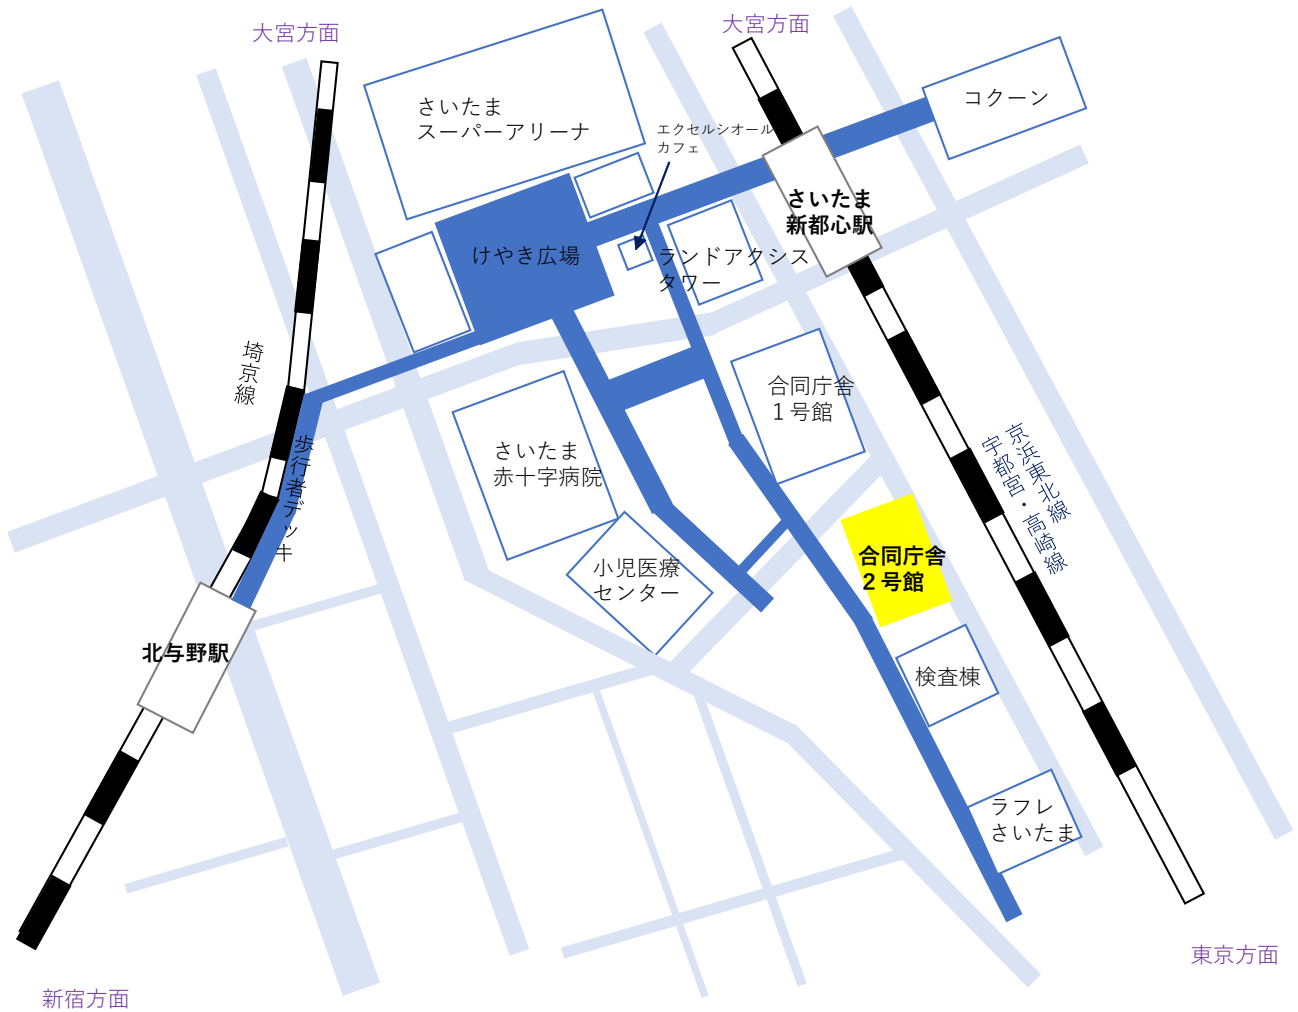 大宮方面
大宮方面
コクーン
さいたま
スーパーアリーナ
エクセルシオール
カフェ
さいたま
新都心駅
けやき広場
ランドアクシス
タワー
埼京線
歩行者デッキ
合同庁舎
１号館
さいたま
赤十字病院
京浜東北線
宇都宮・高崎線
合同庁舎
２号館
小児医療
センター
北与野駅
検査棟
ラフレ
さいたま
東京方面
新宿方面